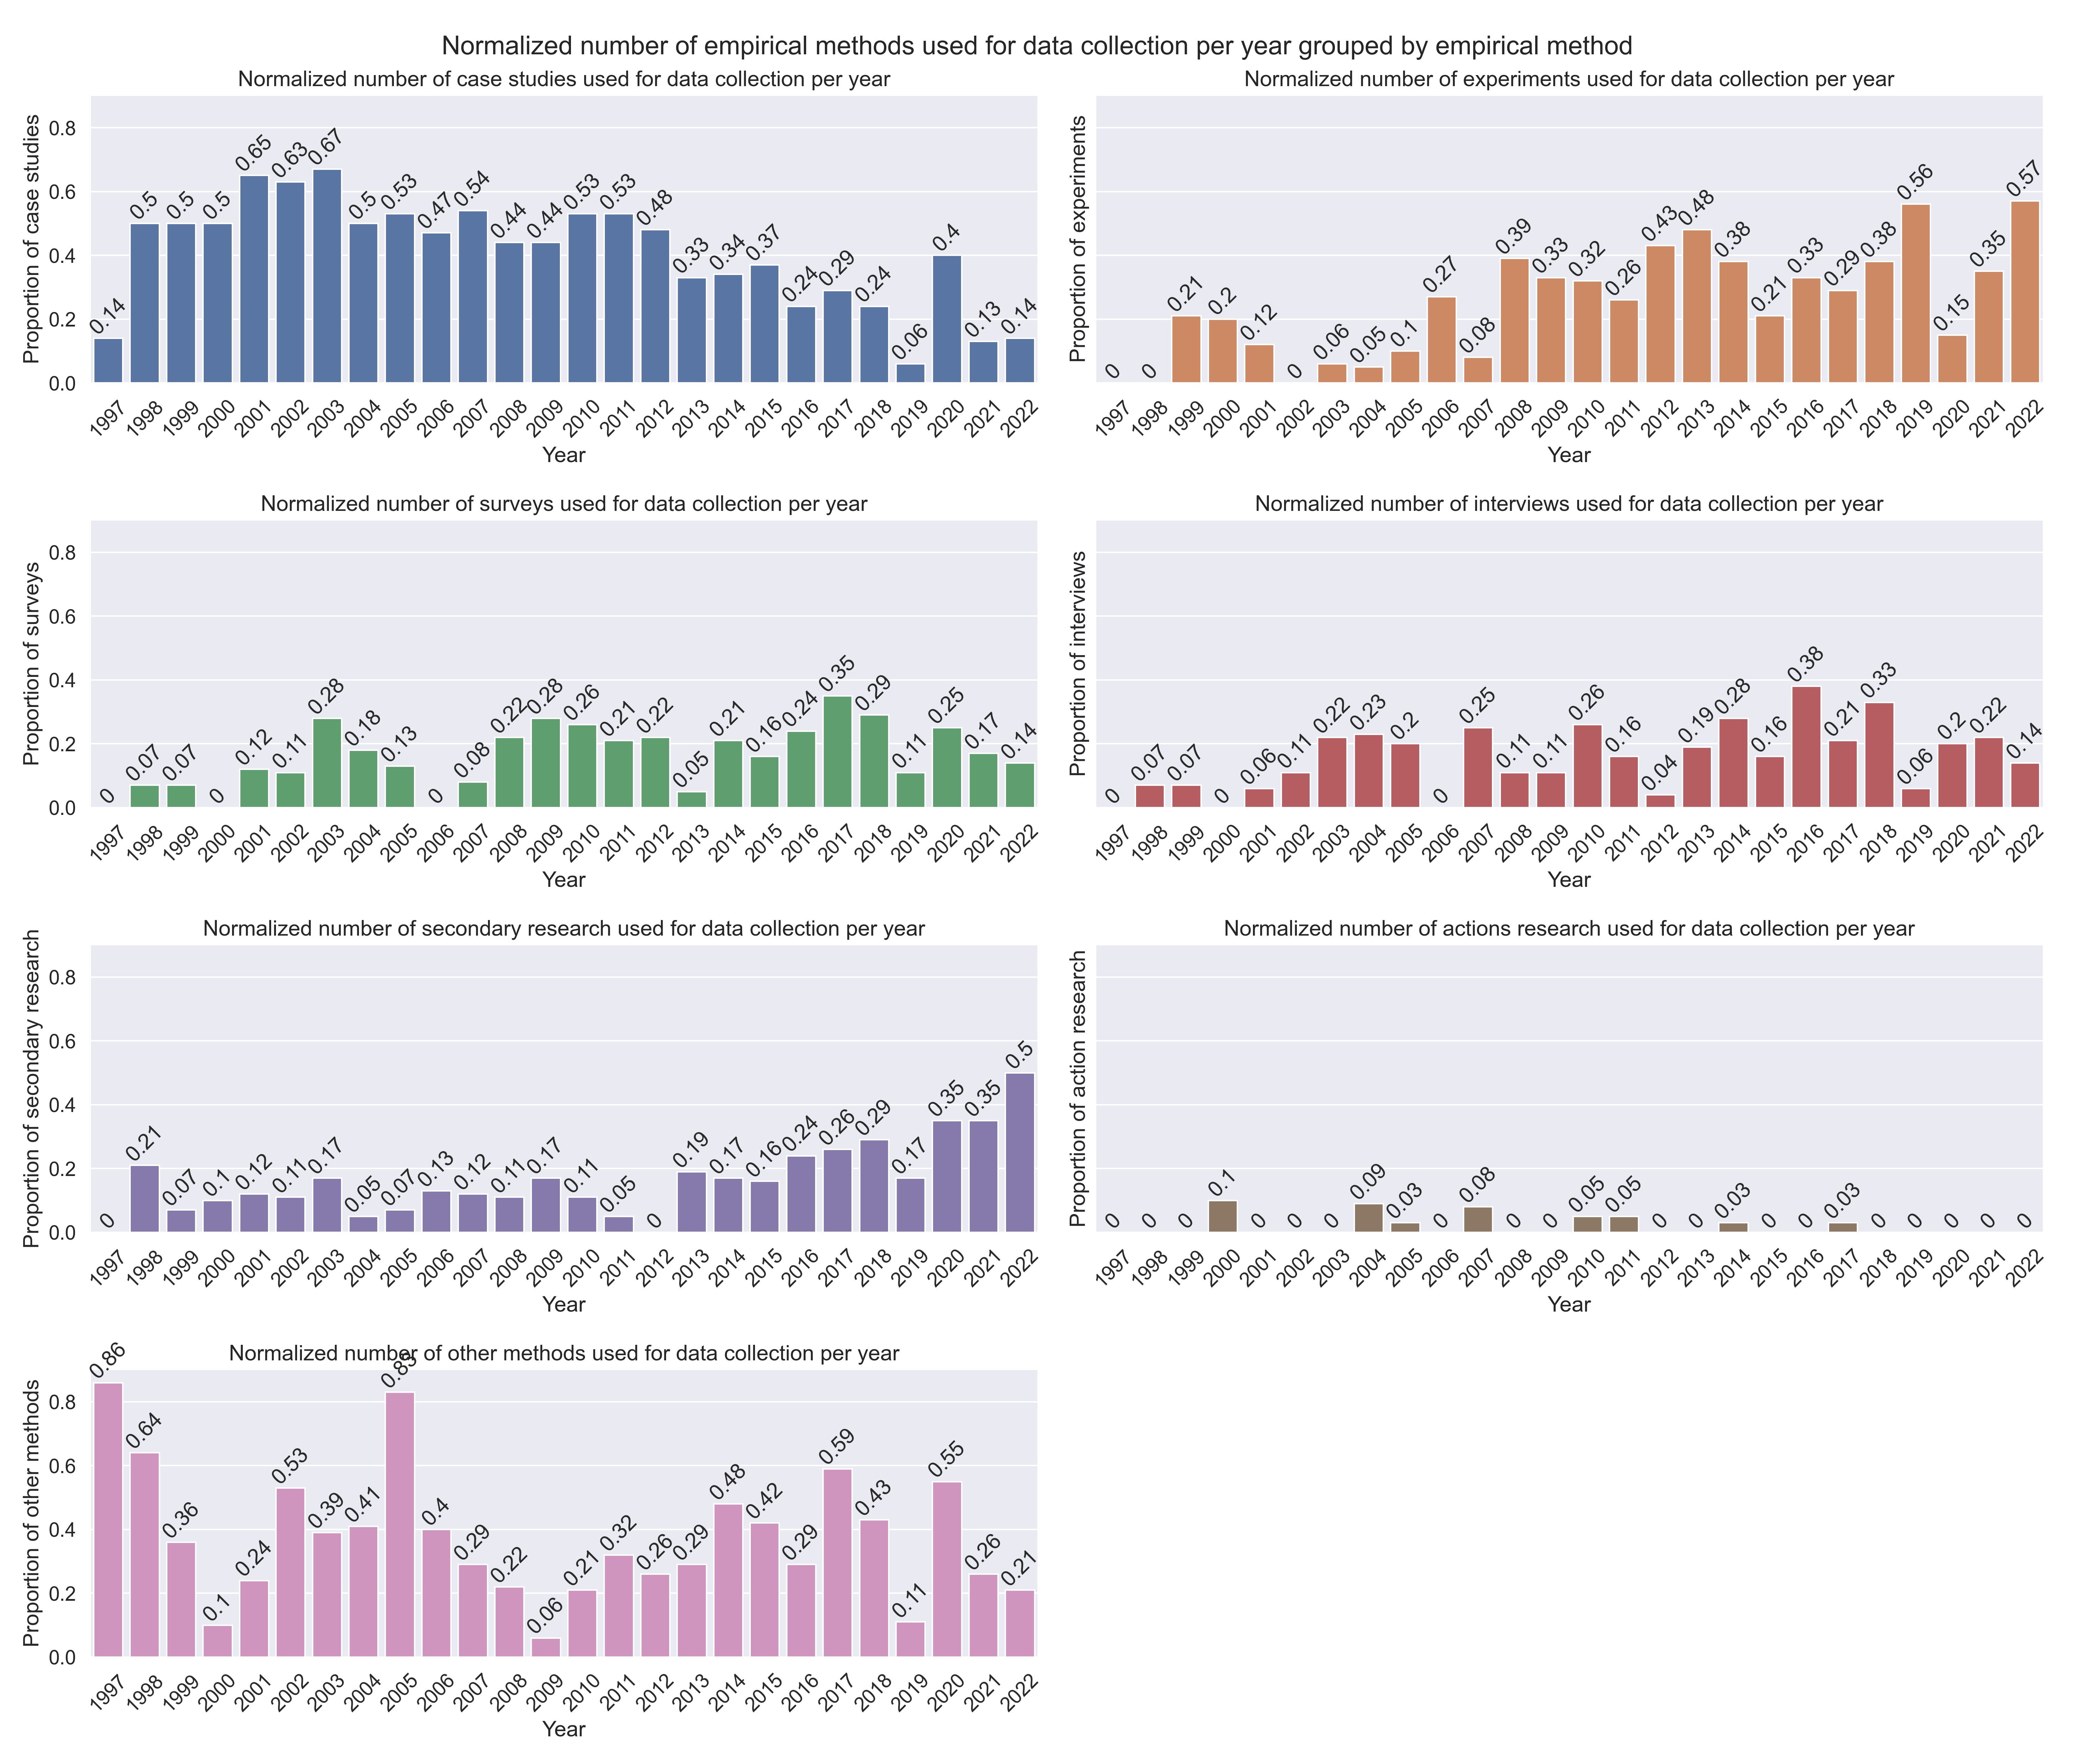 Normalized number of empirical methods used for data collection per year grouped by empirical method
Normalized number of case studies used for data collection per year
Proportion of case studies
0.8
0.6
0.4
0.2
0.0
0.14 0.5 0.5 0.5 0.65 0.63 0.67 0.5 0.53 0.47 0.54 0.44 0.44 0.53 0.53 0.48 0.33 0.34 0.37 0.24 0.29 0.24 0.06 0.4 0.13 0.14
1997 1998 1999 2000 2001 2002 2003 2004 2005 2006 2007 2008 2009 2010 2011 2012 2013 2014 2015 2016 2017 2018 2019 2020 2021 2022
Year
Normalized number of experiments used for data collection per year
Proportion of experiments
0 0 0.21 0.2 0.12 0 0.06 0.05 0.1 0.27 0.08 0.39 0.33 0.32 0.26 0.43 0.48 0.38 0.21 0.33 0.29 0.38 0.56 0.15 0.35 0.57
1997 1998 1999 2000 2001 2002 2003 2004 2005 2006 2007 2008 2009 2010 2011 2012 2013 2014 2015 2016 2017 2018 2019 2020 2021 2022
Year
Normalized number of surveys used for data collection per year
Proportion of surveys
0.8
0.6
0.4
0.2
0.0
0 0.07 0.07 0 0.12 0.11 0.28 0.18 0.13 0 0.08 0.22 0.28 0.26 0.21 0.22 0.05 0.21 0.16 0.24 0.35 0.29 0.11 0.25 0.17 0.14
1997 1998 1999 2000 2001 2002 2003 2004 2005 2006 2007 2008 2009 2010 2011 2012 2013 2014 2015 2016 2017 2018 2019 2020 2021 2022
Year
Normalized number of interviews used for data collection per year
Proportion of interviews
0 0.07 0.07 0 0.06 0.11 0.22 0.23 0.2 0 0.25 0.11 0.11 0.26 0.16 0.04 0.19 0.28 0.16 0.38 0.21 0.33 0.06 0.2 0.22 0.14
1997 1998 1999 2000 2001 2002 2003 2004 2005 2006 2007 2008 2009 2010 2011 2012 2013 2014 2015 2016 2017 2018 2019 2020 2021 2022
Year
Normalized number of secondary research used for data collection per year
Proportion of secondary research
0.8
0.6
0.4
0.2
0.0
0 0.21 0.07 0.1 0.12 0.11 0.17 0.05 0.07 0.13 0.12 0.11 0.17 0.11 0.05 0 0.19 0.17 0.16 0.24 0.26 0.29 0.17 0.35 0.35 0.5
1997 1998 1999 2000 2001 2002 2003 2004 2005 2006 2007 2008 2009 2010 2011 2012 2013 2014 2015 2016 2017 2018 2019 2020 2021 2022
Year
Normalized number of actions research used for data collection per year
Proportion of action research
0 0 0 0.1 0 0 0 0.09 0.03 0 0.08 0 0 0.05 0.05 0 0 0.03 0 0 0.03 0 0 0 0 0
1997 1998 1999 2000 2001 2002 2003 2004 2005 2006 2007 2008 2009 2010 2011 2012 2013 2014 2015 2016 2017 2018 2019 2020 2021 2022
Year
Normalized number of other methods used for data collection per year
Proportion of other methods
0.8
0.6
0.4
0.2
0.0
0.86 0.64 0.36 0.1 0.24 0.53 0.39 0.41 0.83 0.4 0.29 0.22 0.06 0.21 0.32 0.26 0.29 0.48 0.42 0.29 0.59 0.43 0.11 0.55 0.26 0.21
1997 1998 1999 2000 2001 2002 2003 2004 2005 2006 2007 2008 2009 2010 2011 2012 2013 2014 2015 2016 2017 2018 2019 2020 2021 2022
Year